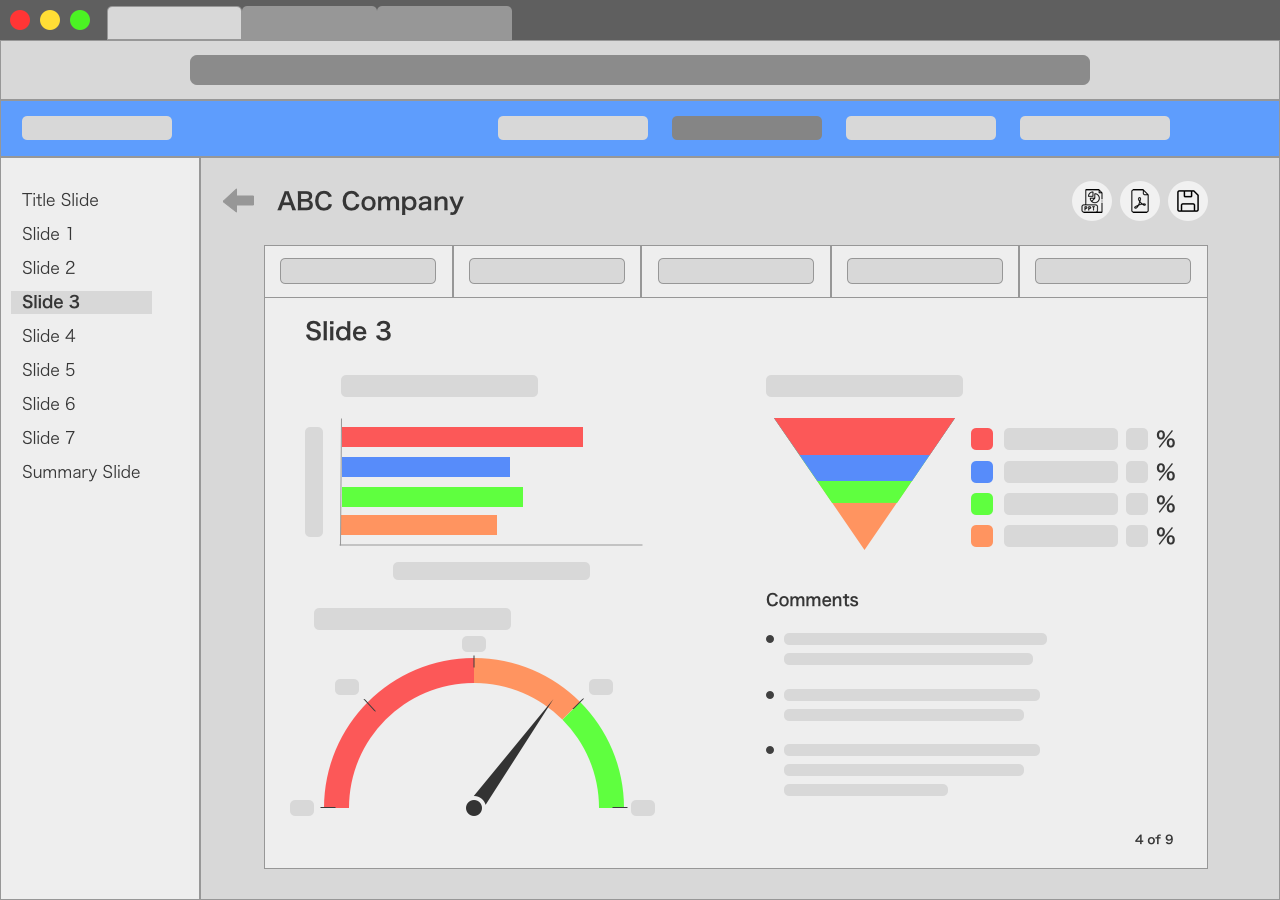 ABC Company
PPT
Title Slide
Slide 1
Slide 2
Slide 3
Slide 4
Slide 5
Slide 6
Slide 7
Summary Slide
Slide 3
%
%
%
%
Comments
4 of 9